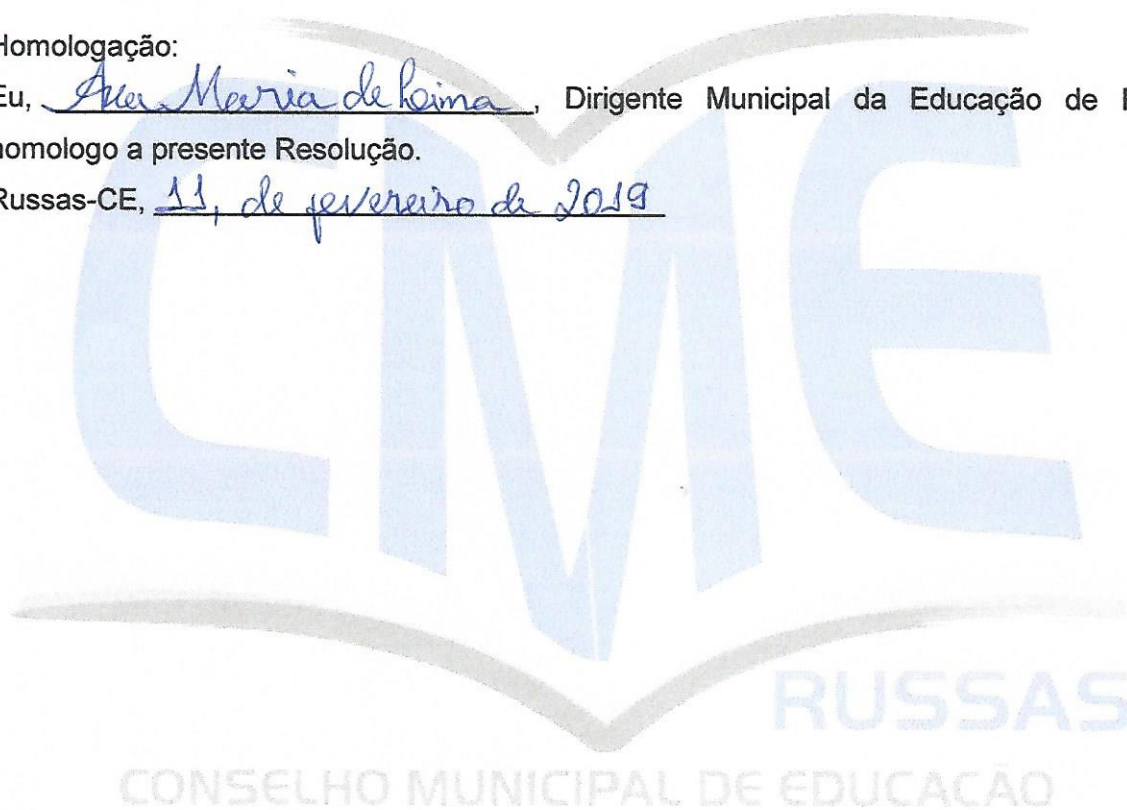 Homologação:
Eu, Ana Maria de Lima, Dirigente Municipal da Educação de
homologo a presente Resolução.
Russas-CE, 11, de fevereiro de 2019
CME
RUSSAS
CONSELHO MUNICIPAL DE EDUCAÇÃO